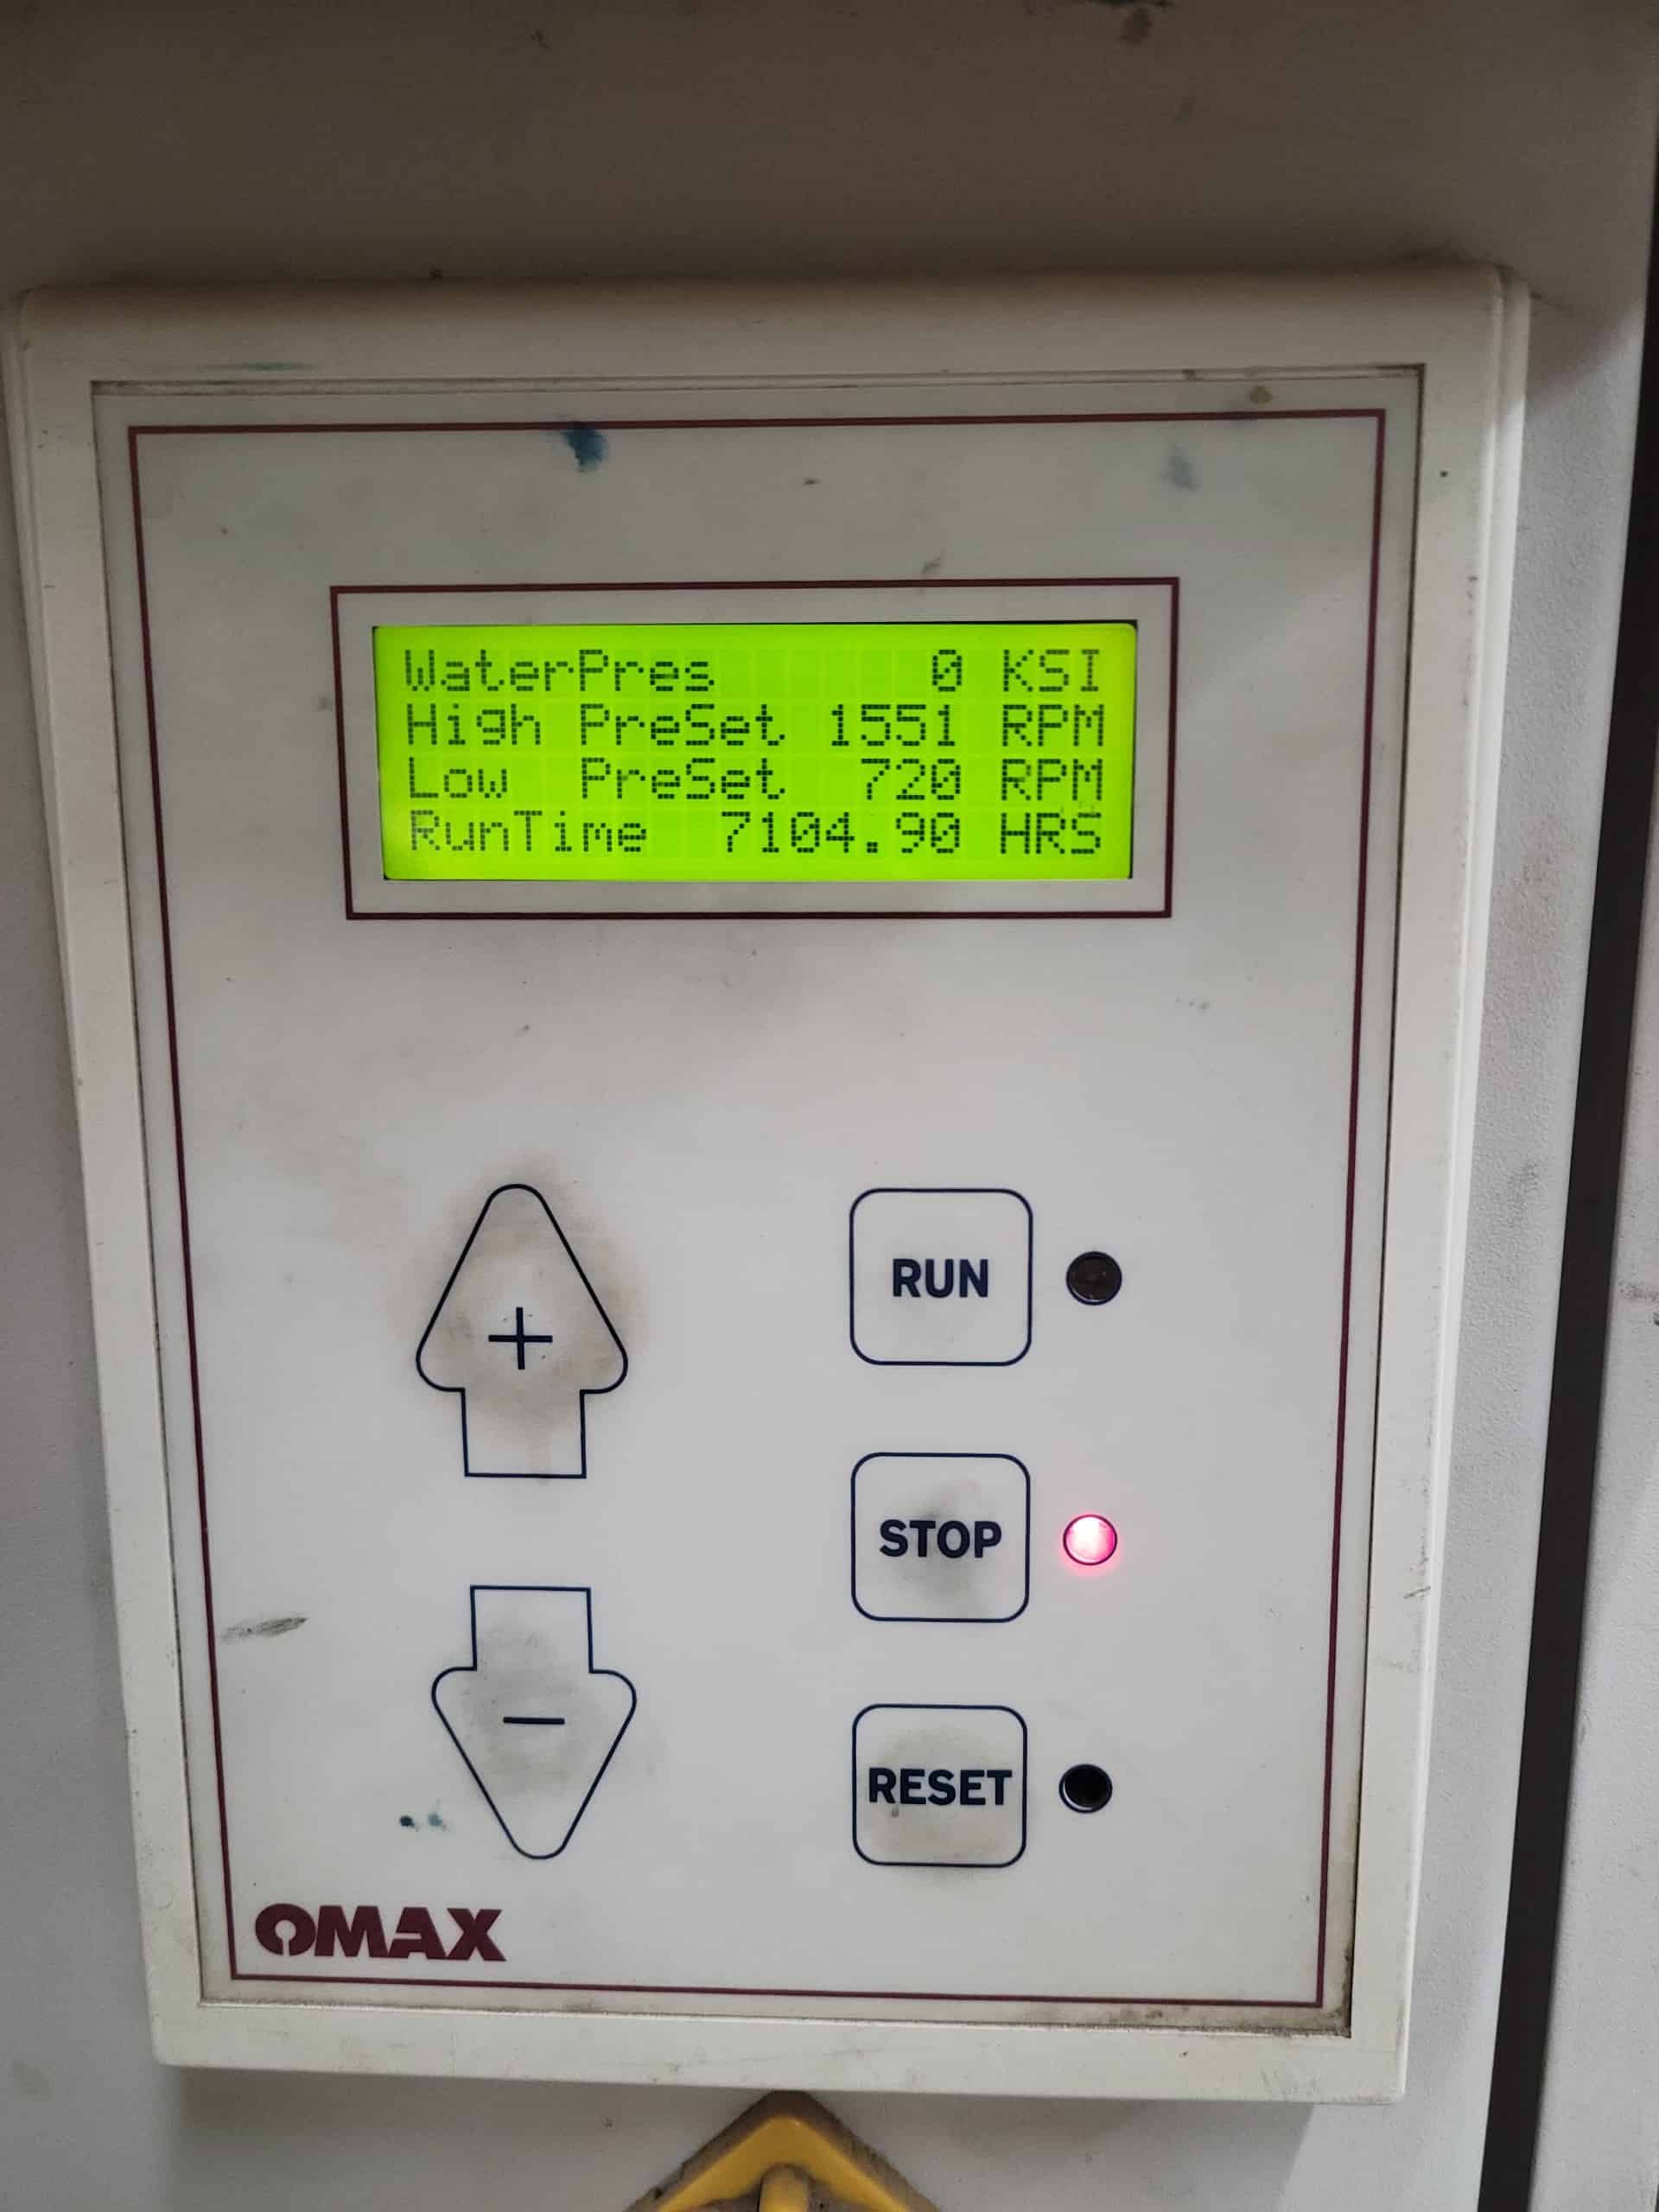 WaterPres 0 KSI
High PreSet 1551 RPM
Low PreSet 720 RPM
RunTime 7104.90 HRS
+
RUN
STOP
−
RESET
OMAX